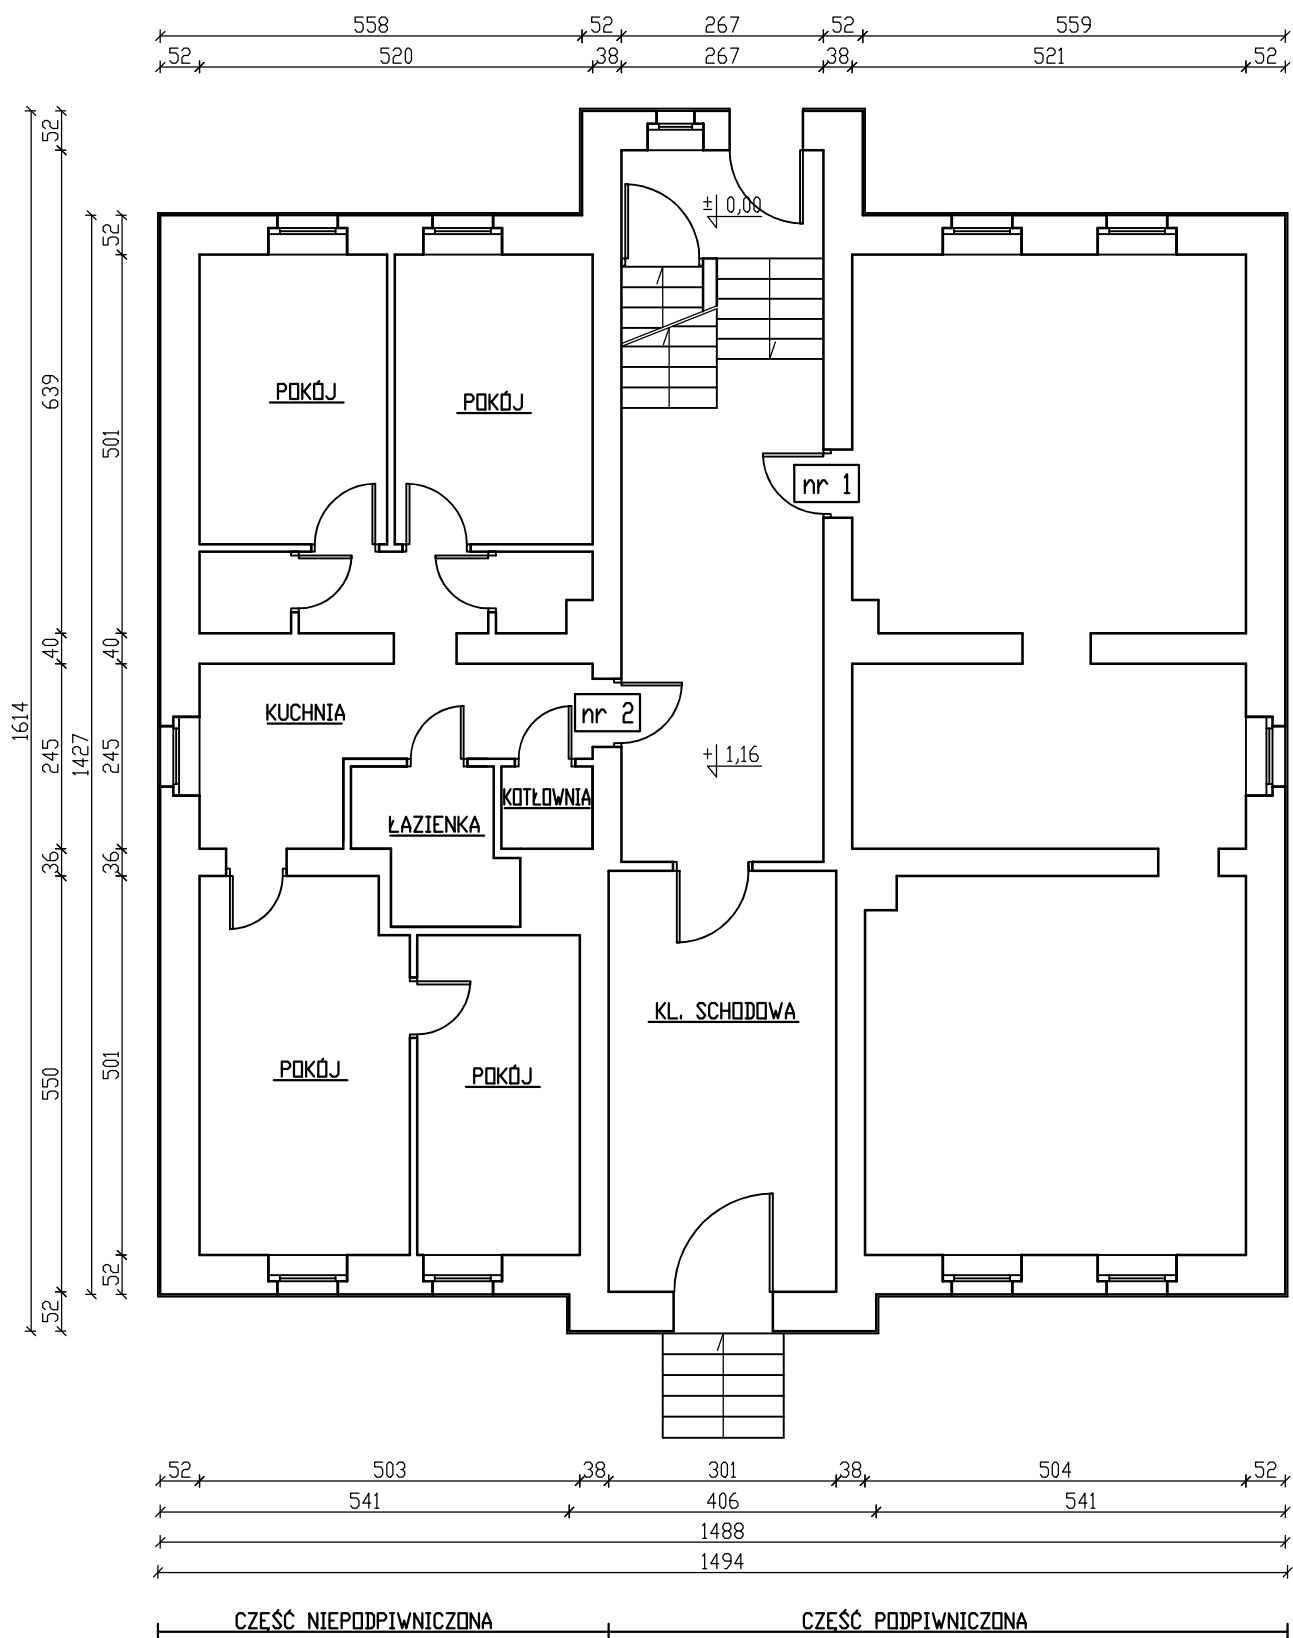 558 52 267 52 559
52 520 38 267 38 521 52
52
52
± 0,00
639
501
POKÓJ
POKÓJ
nr 1
40
40
1614
1427
245
245
KUCHNIA
nr 2
+ 1,16
KOTŁOWNIA
ŁAZIENKA
36
36
KL. SCHODOWA
550
501
POKÓJ
POKÓJ
52
52
52 503 38 301 38 504 52
541 406 541
1488
1494
CZĘŚĆ NIEPODPIWNICZONA CZĘŚĆ PODPIWNICZONA